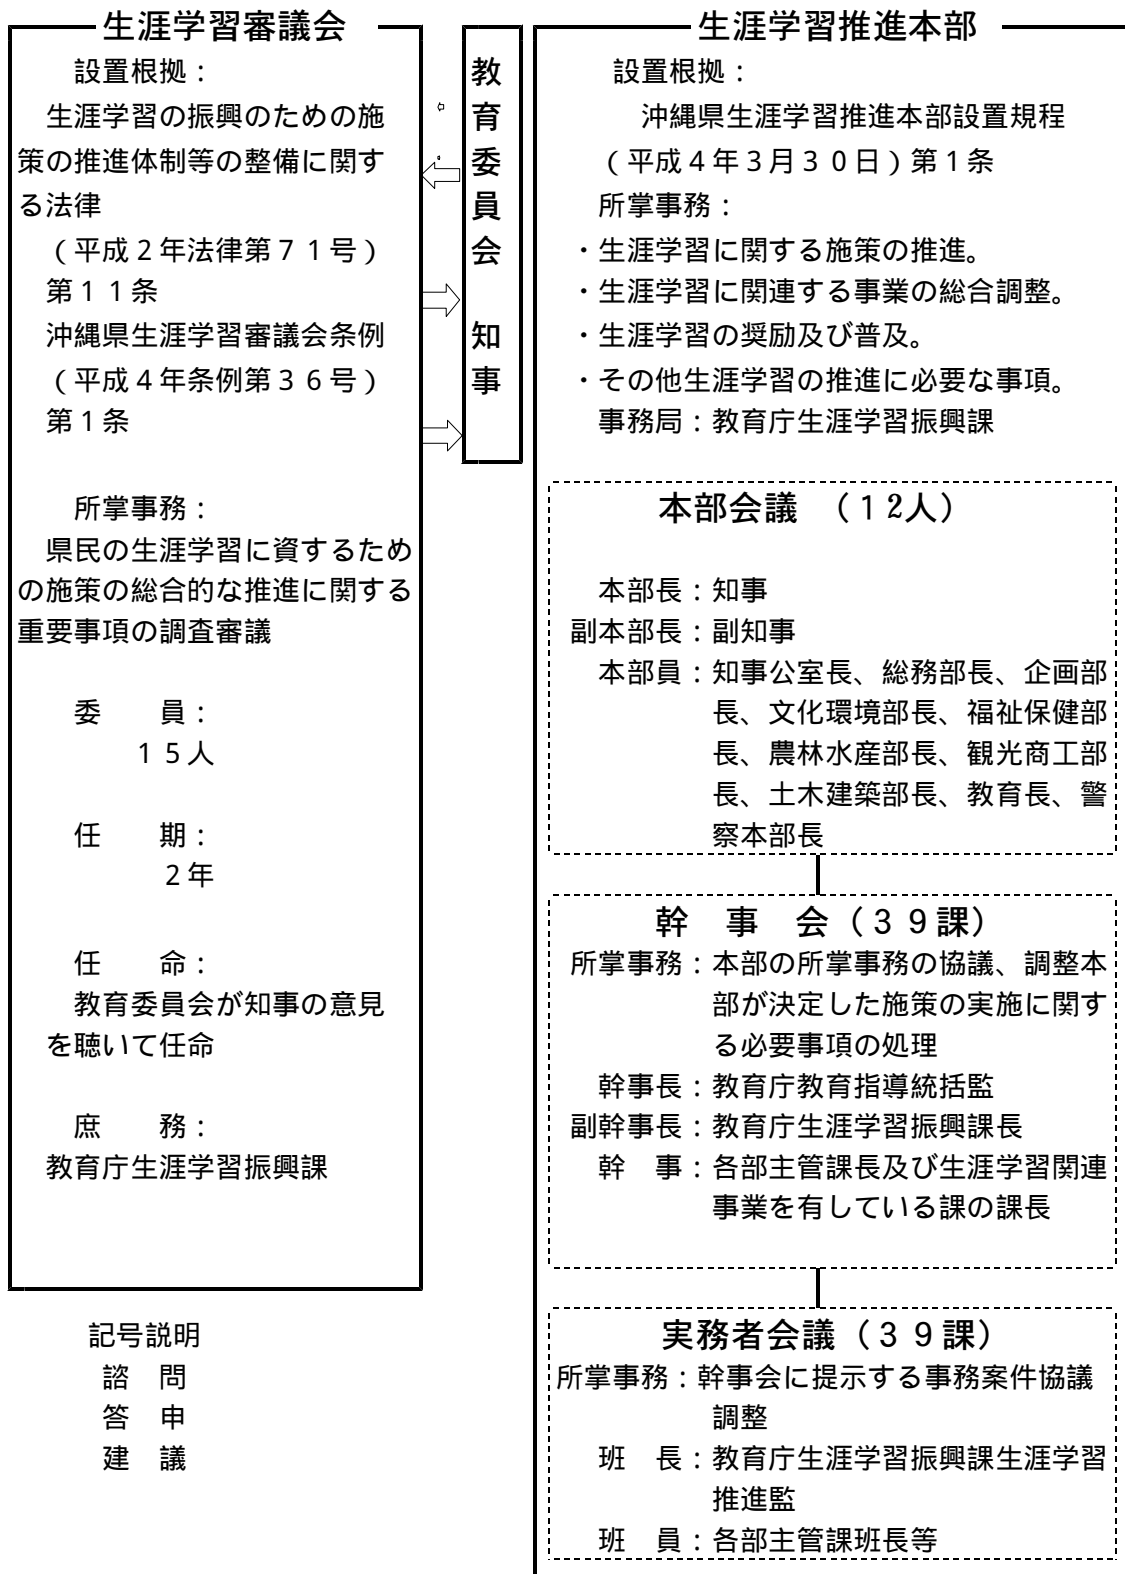 生涯学習審議会
設置根拠：
生涯学習の振興のための施
策の推進体制等の整備に関す
る法律
（平成２年法律第７１号）
第１１条
沖縄県生涯学習審議会条例
（平成４年条例第３６号）
第１条
所掌事務：
県民の生涯学習に資するため
の施策の総合的な推進に関する
重要事項の調査審議
委　　員：
１５人
任　　期：
２年
任　　命：
教育委員会が知事の意見
を聴いて任命
庶　　務：
教育庁生涯学習振興課
記号説明
諮　問
答　申
建　議
教育委員会　知事
生涯学習推進本部
設置根拠：
沖縄県生涯学習推進本部設置規程
（平成４年３月３０日）第１条
所掌事務：
・生涯学習に関する施策の推進。
・生涯学習に関連する事業の総合調整。
・生涯学習の奨励及び普及。
・その他生涯学習の推進に必要な事項。
事務局：教育庁生涯学習振興課
本部会議　（１２人）
本部長：知事
副本部長：副知事
本部員：知事公室長、総務部長、企画部
長、文化環境部長、福祉保健部
長、農林水産部長、観光商工部
長、土木建築部長、教育長、警
察本部長
幹　事　会（３９課）
所掌事務：本部の所掌事務の協議、調整本
部が決定した施策の実施に関す
る必要事項の処理
幹事長：教育庁教育指導統括監
副幹事長：教育庁生涯学習振興課長
幹　事：各部主管課長及び生涯学習関連
事業を有している課の課長
実務者会議（３９課）
所掌事務：幹事会に提示する事務案件協議
調整
班　長：教育庁生涯学習振興課生涯学習
推進監
班　員：各部主管課班長等